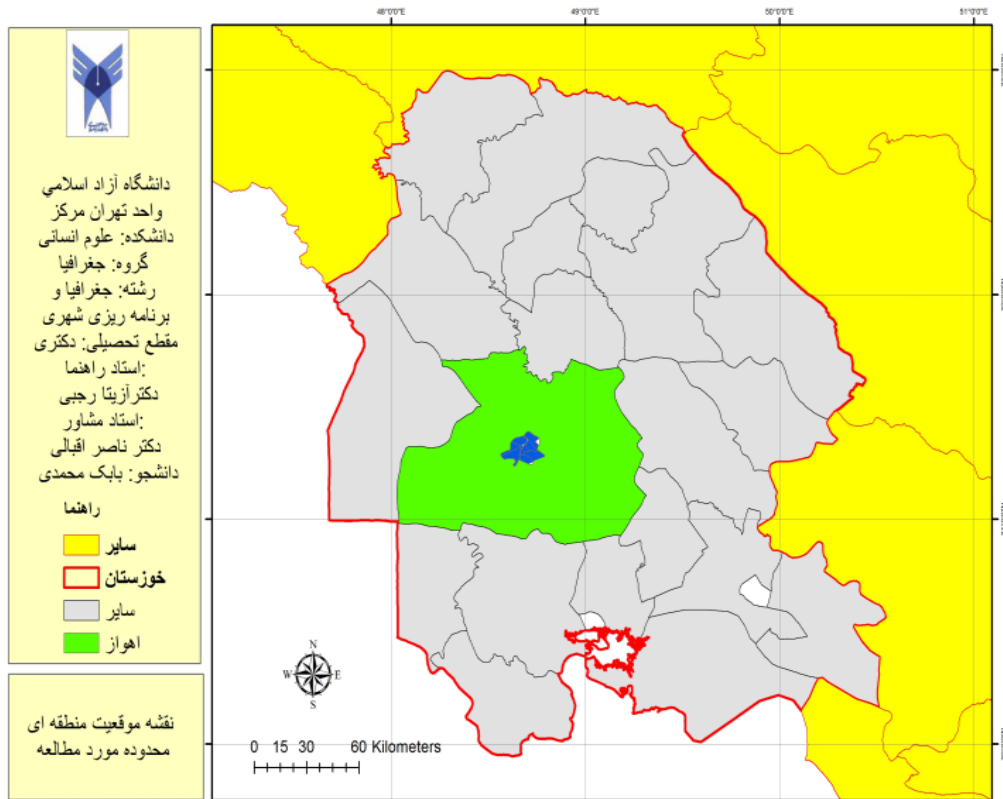 48°0'0"E
49°0'0"E
50°0'0"E
51°0'0"E
دانشگاه آزاد اسلامي
واحد تهران مرکز
دانشکده: علوم انسانی
گروه: جغرافیا
رشته: جغرافیا و
برنامه ریزی شهری
مقطع تحصیلی: دکتری
:استاد راهنما
دکترآزیتا رجبی
:استاد مشاور
دکتر ناصر اقبالی
دانشجو: بابک محمدی
راهنما
سایر
خوزستان
سایر
اهواز
نقشه موقعیت منطقه ای
محدوده مورد مطالعه
N
W E
S
0 15 30 60 Kilometers